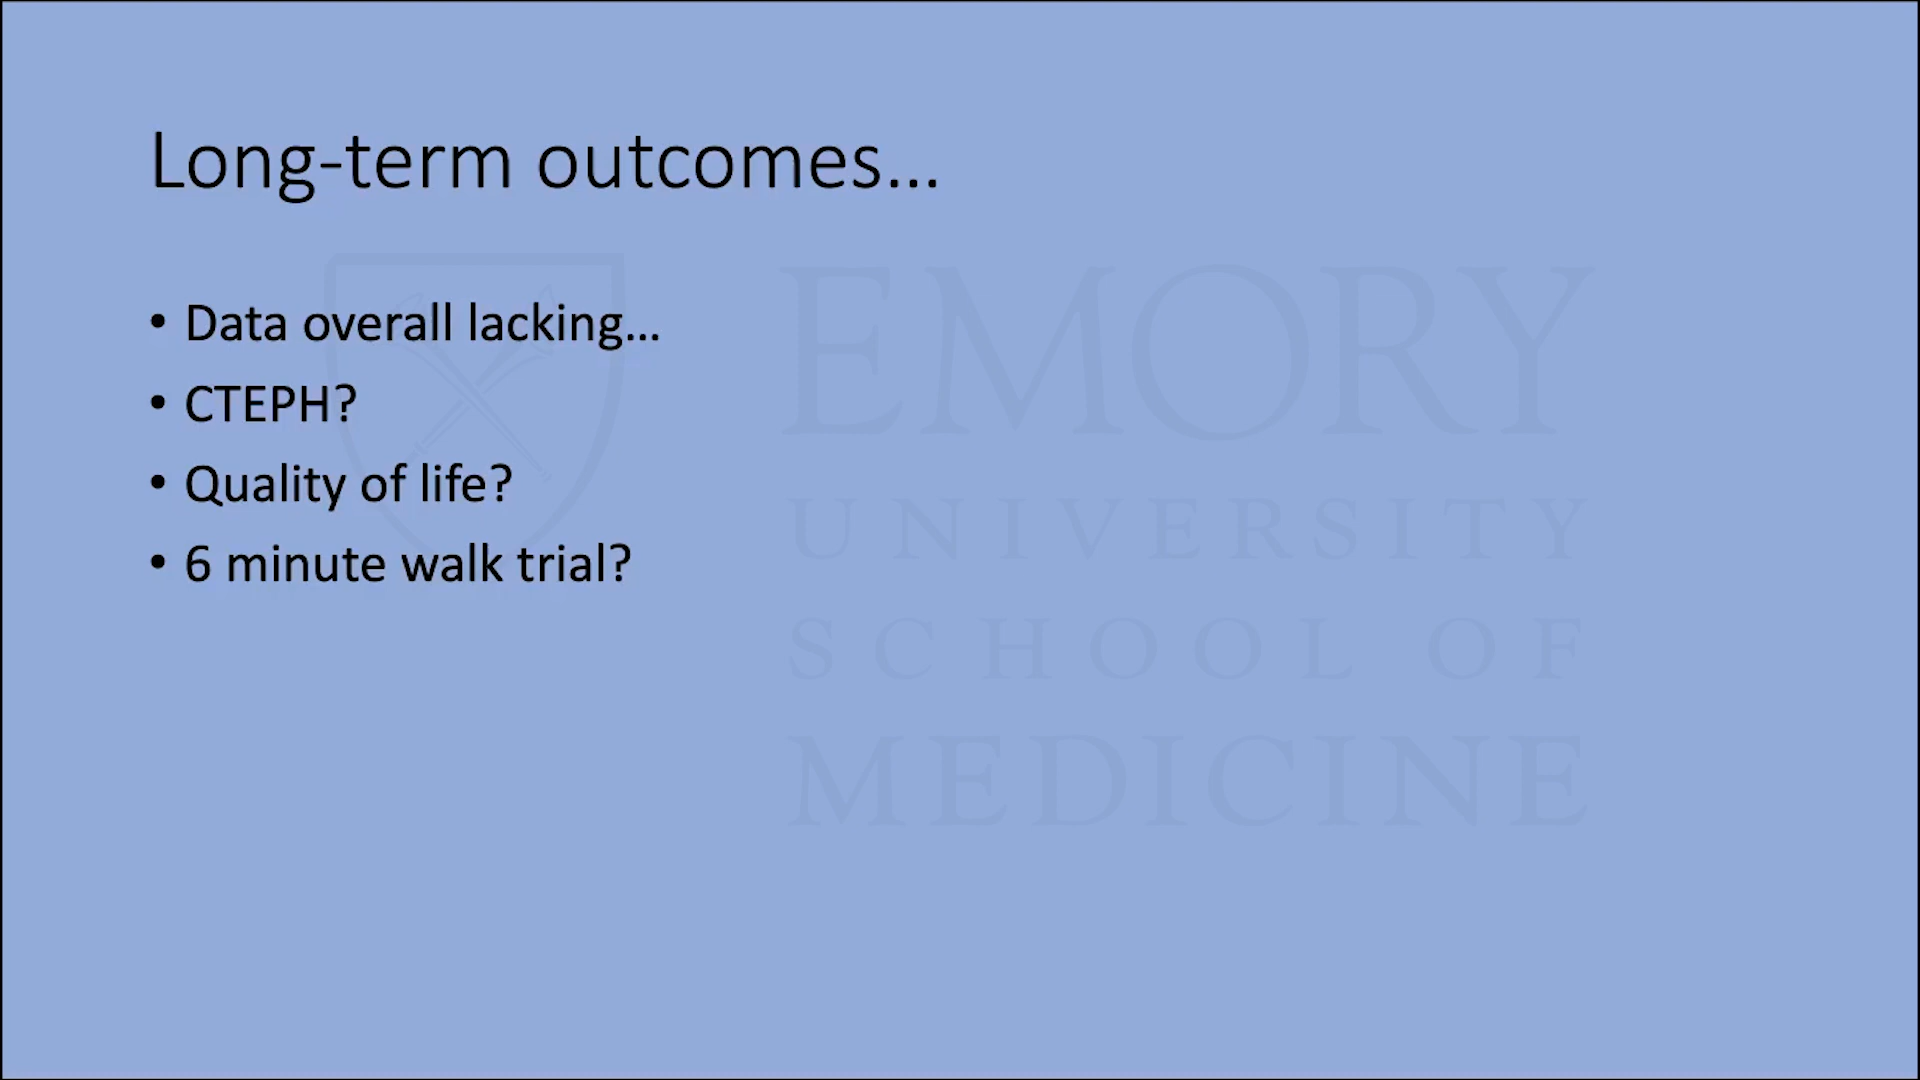 Long-term outcomes...
• Data overall lacking...
• CTEPH?
• Quality of life?
• 6 minute walk trial?
EMORY
UNIVERSITY
SCHOOL OF
MEDICINE